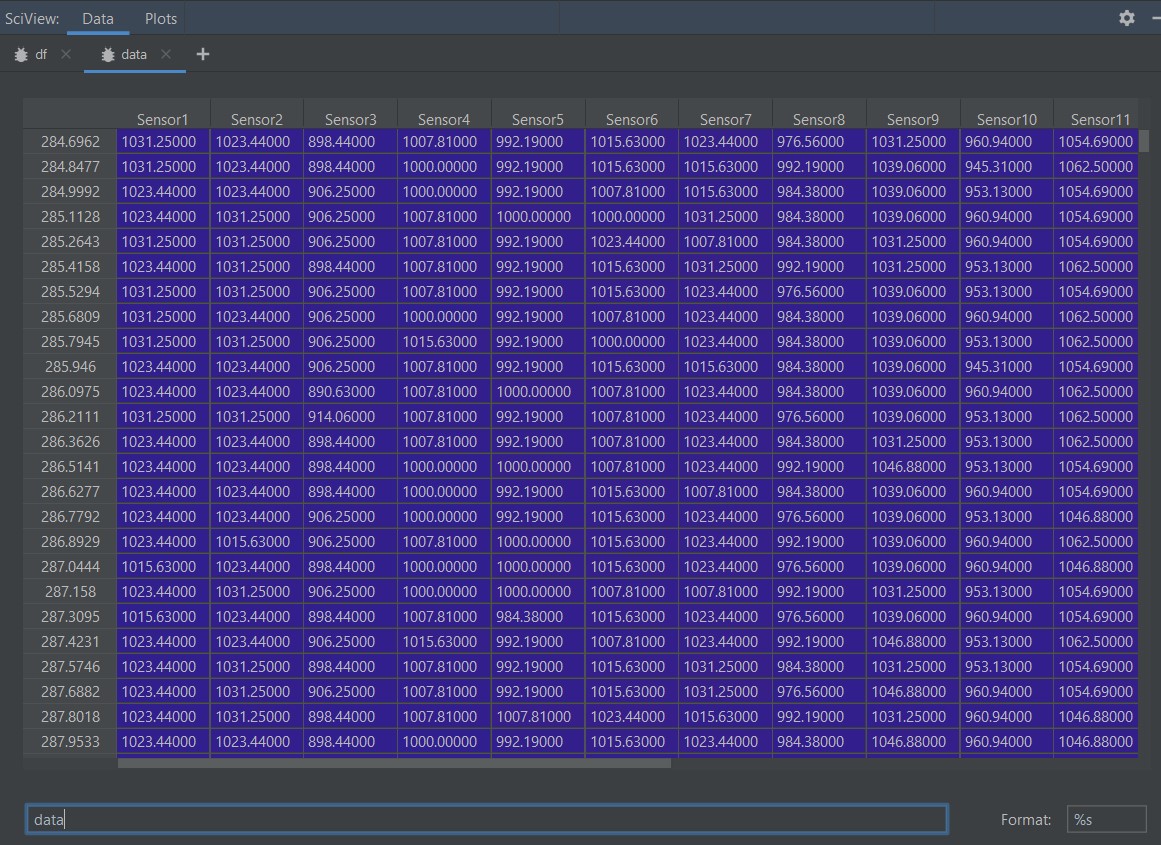 SciView: Data Plots
df data
Sensor1 Sensor2 Sensor3 Sensor4 Sensor5 Sensor6 Sensor7 Sensor8 Sensor9 Sensor10 Sensor11
284.6962 1031.25000 1023.44000 898.44000 1007.81000 992.19000 1015.63000 1023.44000 976.56000 1031.25000 960.94000 1054.69000
284.8477 1031.25000 1023.44000 898.44000 1000.00000 992.19000 1015.63000 1015.63000 992.19000 1039.06000 945.31000 1062.50000
284.9992 1023.44000 1023.44000 906.25000 1000.00000 992.19000 1007.81000 1015.63000 984.38000 1039.06000 953.13000 1054.69000
285.1128 1023.44000 1031.25000 906.25000 1007.81000 1000.00000 1000.00000 1031.25000 984.38000 1039.06000 960.94000 1054.69000
285.2643 1031.25000 1031.25000 906.25000 1007.81000 992.19000 1023.44000 1007.81000 984.38000 1031.25000 960.94000 1054.69000
285.4158 1023.44000 1031.25000 898.44000 1007.81000 992.19000 1015.63000 1031.25000 992.19000 1031.25000 953.13000 1062.50000
285.5294 1031.25000 1031.25000 906.25000 1007.81000 992.19000 1015.63000 1023.44000 976.56000 1039.06000 953.13000 1054.69000
285.6809 1031.25000 1023.44000 906.25000 1000.00000 992.19000 1007.81000 1023.44000 984.38000 1039.06000 960.94000 1062.50000
285.7945 1031.25000 1031.25000 906.25000 1015.63000 992.19000 1000.00000 1023.44000 984.38000 1039.06000 953.13000 1062.50000
285.946 1023.44000 1023.44000 906.25000 1007.81000 992.19000 1015.63000 1015.63000 984.38000 1039.06000 945.31000 1054.69000
286.0975 1023.44000 1023.44000 890.63000 1007.81000 1000.00000 1007.81000 1023.44000 984.38000 1039.06000 960.94000 1062.50000
286.2111 1031.25000 1031.25000 914.06000 1007.81000 992.19000 1007.81000 1023.44000 976.56000 1039.06000 953.13000 1062.50000
286.3626 1023.44000 1023.44000 898.44000 1007.81000 992.19000 1007.81000 1023.44000 984.38000 1031.25000 953.13000 1062.50000
286.5141 1023.44000 1023.44000 898.44000 1000.00000 1000.00000 1007.81000 1023.44000 992.19000 1046.88000 953.13000 1054.69000
286.6277 1023.44000 1023.44000 898.44000 1000.00000 992.19000 1015.63000 1007.81000 984.38000 1039.06000 960.94000 1054.69000
286.7792 1023.44000 1023.44000 906.25000 1000.00000 992.19000 1015.63000 1023.44000 976.56000 1039.06000 953.13000 1046.88000
286.8929 1023.44000 1015.63000 906.25000 1007.81000 1000.00000 1015.63000 1023.44000 992.19000 1039.06000 960.94000 1062.50000
287.0444 1015.63000 1023.44000 898.44000 1000.00000 1000.00000 1015.63000 1023.44000 976.56000 1039.06000 960.94000 1046.88000
287.158 1023.44000 1031.25000 906.25000 1000.00000 1000.00000 1007.81000 1007.81000 992.19000 1031.25000 953.13000 1054.69000
287.3095 1015.63000 1023.44000 898.44000 1007.81000 984.38000 1015.63000 1023.44000 976.56000 1039.06000 960.94000 1054.69000
287.4231 1023.44000 1023.44000 906.25000 1015.63000 992.19000 1007.81000 1023.44000 992.19000 1046.88000 953.13000 1062.50000
287.5746 1023.44000 1031.25000 898.44000 1007.81000 992.19000 1015.63000 1031.25000 984.38000 1031.25000 953.13000 1054.69000
287.6882 1023.44000 1031.25000 906.25000 1007.81000 992.19000 1015.63000 1031.25000 976.56000 1046.88000 960.94000 1054.69000
287.8018 1023.44000 1031.25000 898.44000 1007.81000 1007.81000 1023.44000 1015.63000 992.19000 1031.25000 960.94000 1046.88000
287.9533 1023.44000 1023.44000 898.44000 1000.00000 992.19000 1015.63000 1023.44000 984.38000 1046.88000 960.94000 1046.88000
data Format: %s